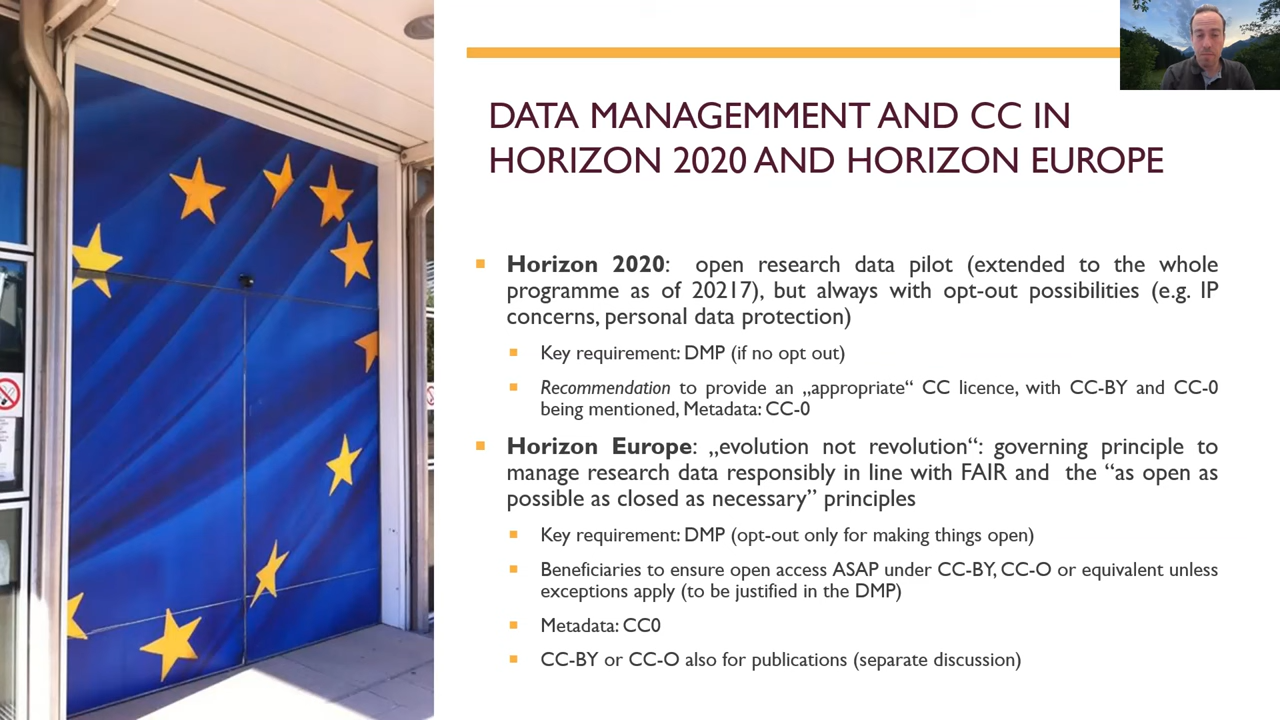 DATA MANAGEMMENT AND CC IN
HORIZON 2020 AND HORIZON EUROPE
Horizon 2020: open research data pilot (extended to the whole
programme as of 20217), but always with opt-out possibilities (e.g. IP
concerns, personal data protection)
Key requirement: DMP (if no opt out)
Recommendation to provide an „appropriate“ CC licence, with CC-BY and CC-0
being mentioned, Metadata: CC-0
Horizon Europe: „evolution not revolution“: governing principle to
manage research data responsibly in line with FAIR and the “as open as
possible as closed as necessary” principles
Key requirement: DMP (opt-out only for making things open)
Beneficiaries to ensure open access ASAP under CC-BY, CC-O or equivalent unless
exceptions apply (to be justified in the DMP)
Metadata: CC0
CC-BY or CC-O also for publications (separate discussion)